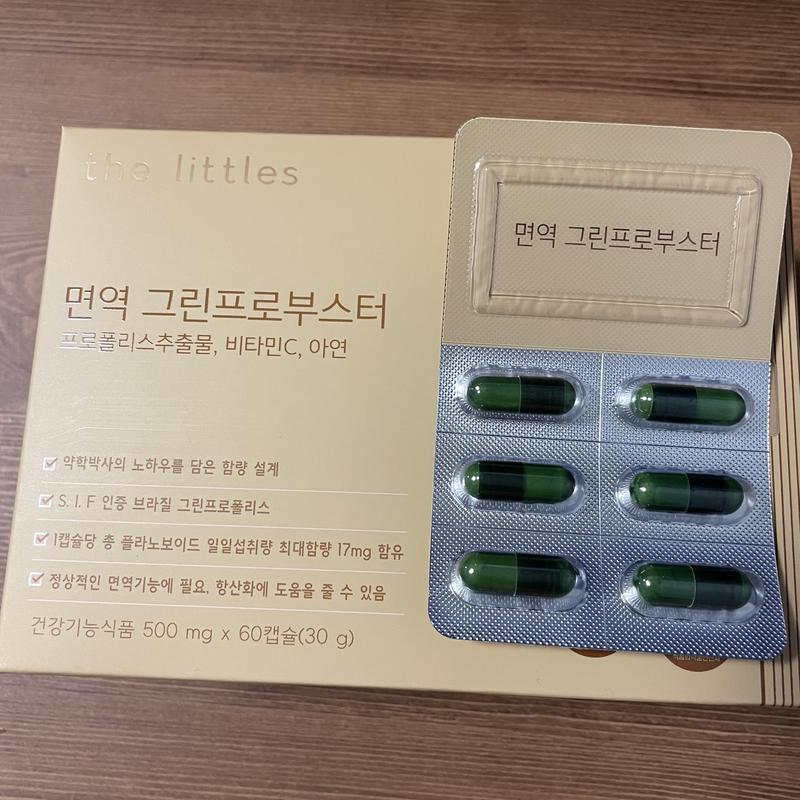 the littles
면역 그린프로부스터
프로폴리스추출물, 비타민C, 아연
약학박사의 노하우를 담은 함량 설계
S. I. F 인증 브라질 그린프로폴리스
1캡슐당 총 플라노보이드 일일섭취량 최대함량 17mg 함유
정상적인 면역기능에 필요, 항산화에 도움을 줄 수 있음
건강기능식품 500 mg x 60캡슐(30 g)
면역 그린프로부스터